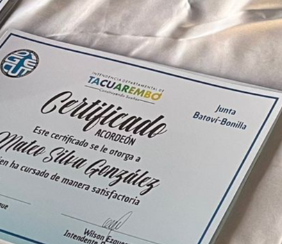 INTENDENCIA DEPARTAMENTAL DE
TACUAREMBÓ
Junta
Batoví-Bonilla
Certificado
ACORDEÓN
Este certificado se le otorga a
Mateo Silva González
en ha cursado de manera satisfactoria
que
Wilson
Intendente